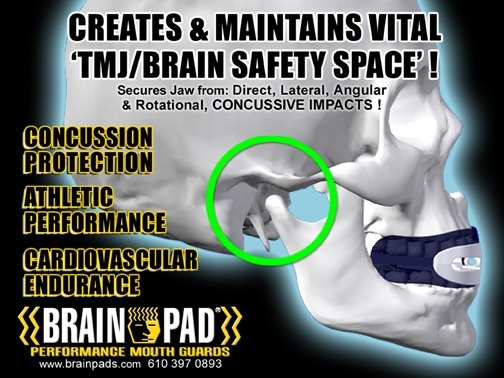 CREATES & MAINTAINS VITAL
‘TMJ/BRAIN SAFETY SPACE’ !
Secures Jaw from: Direct, Lateral, Angular
& Rotational, CONCUSSIVE IMPACTS !
CONCUSSION
PROTECTION
ATHLETIC
PERFORMANCE
CARDIOVASCULAR
ENDURANCE
BRAIN PAD®
PERFORMANCE MOUTH GUARDS
www.brainpads.com 610 397 0893